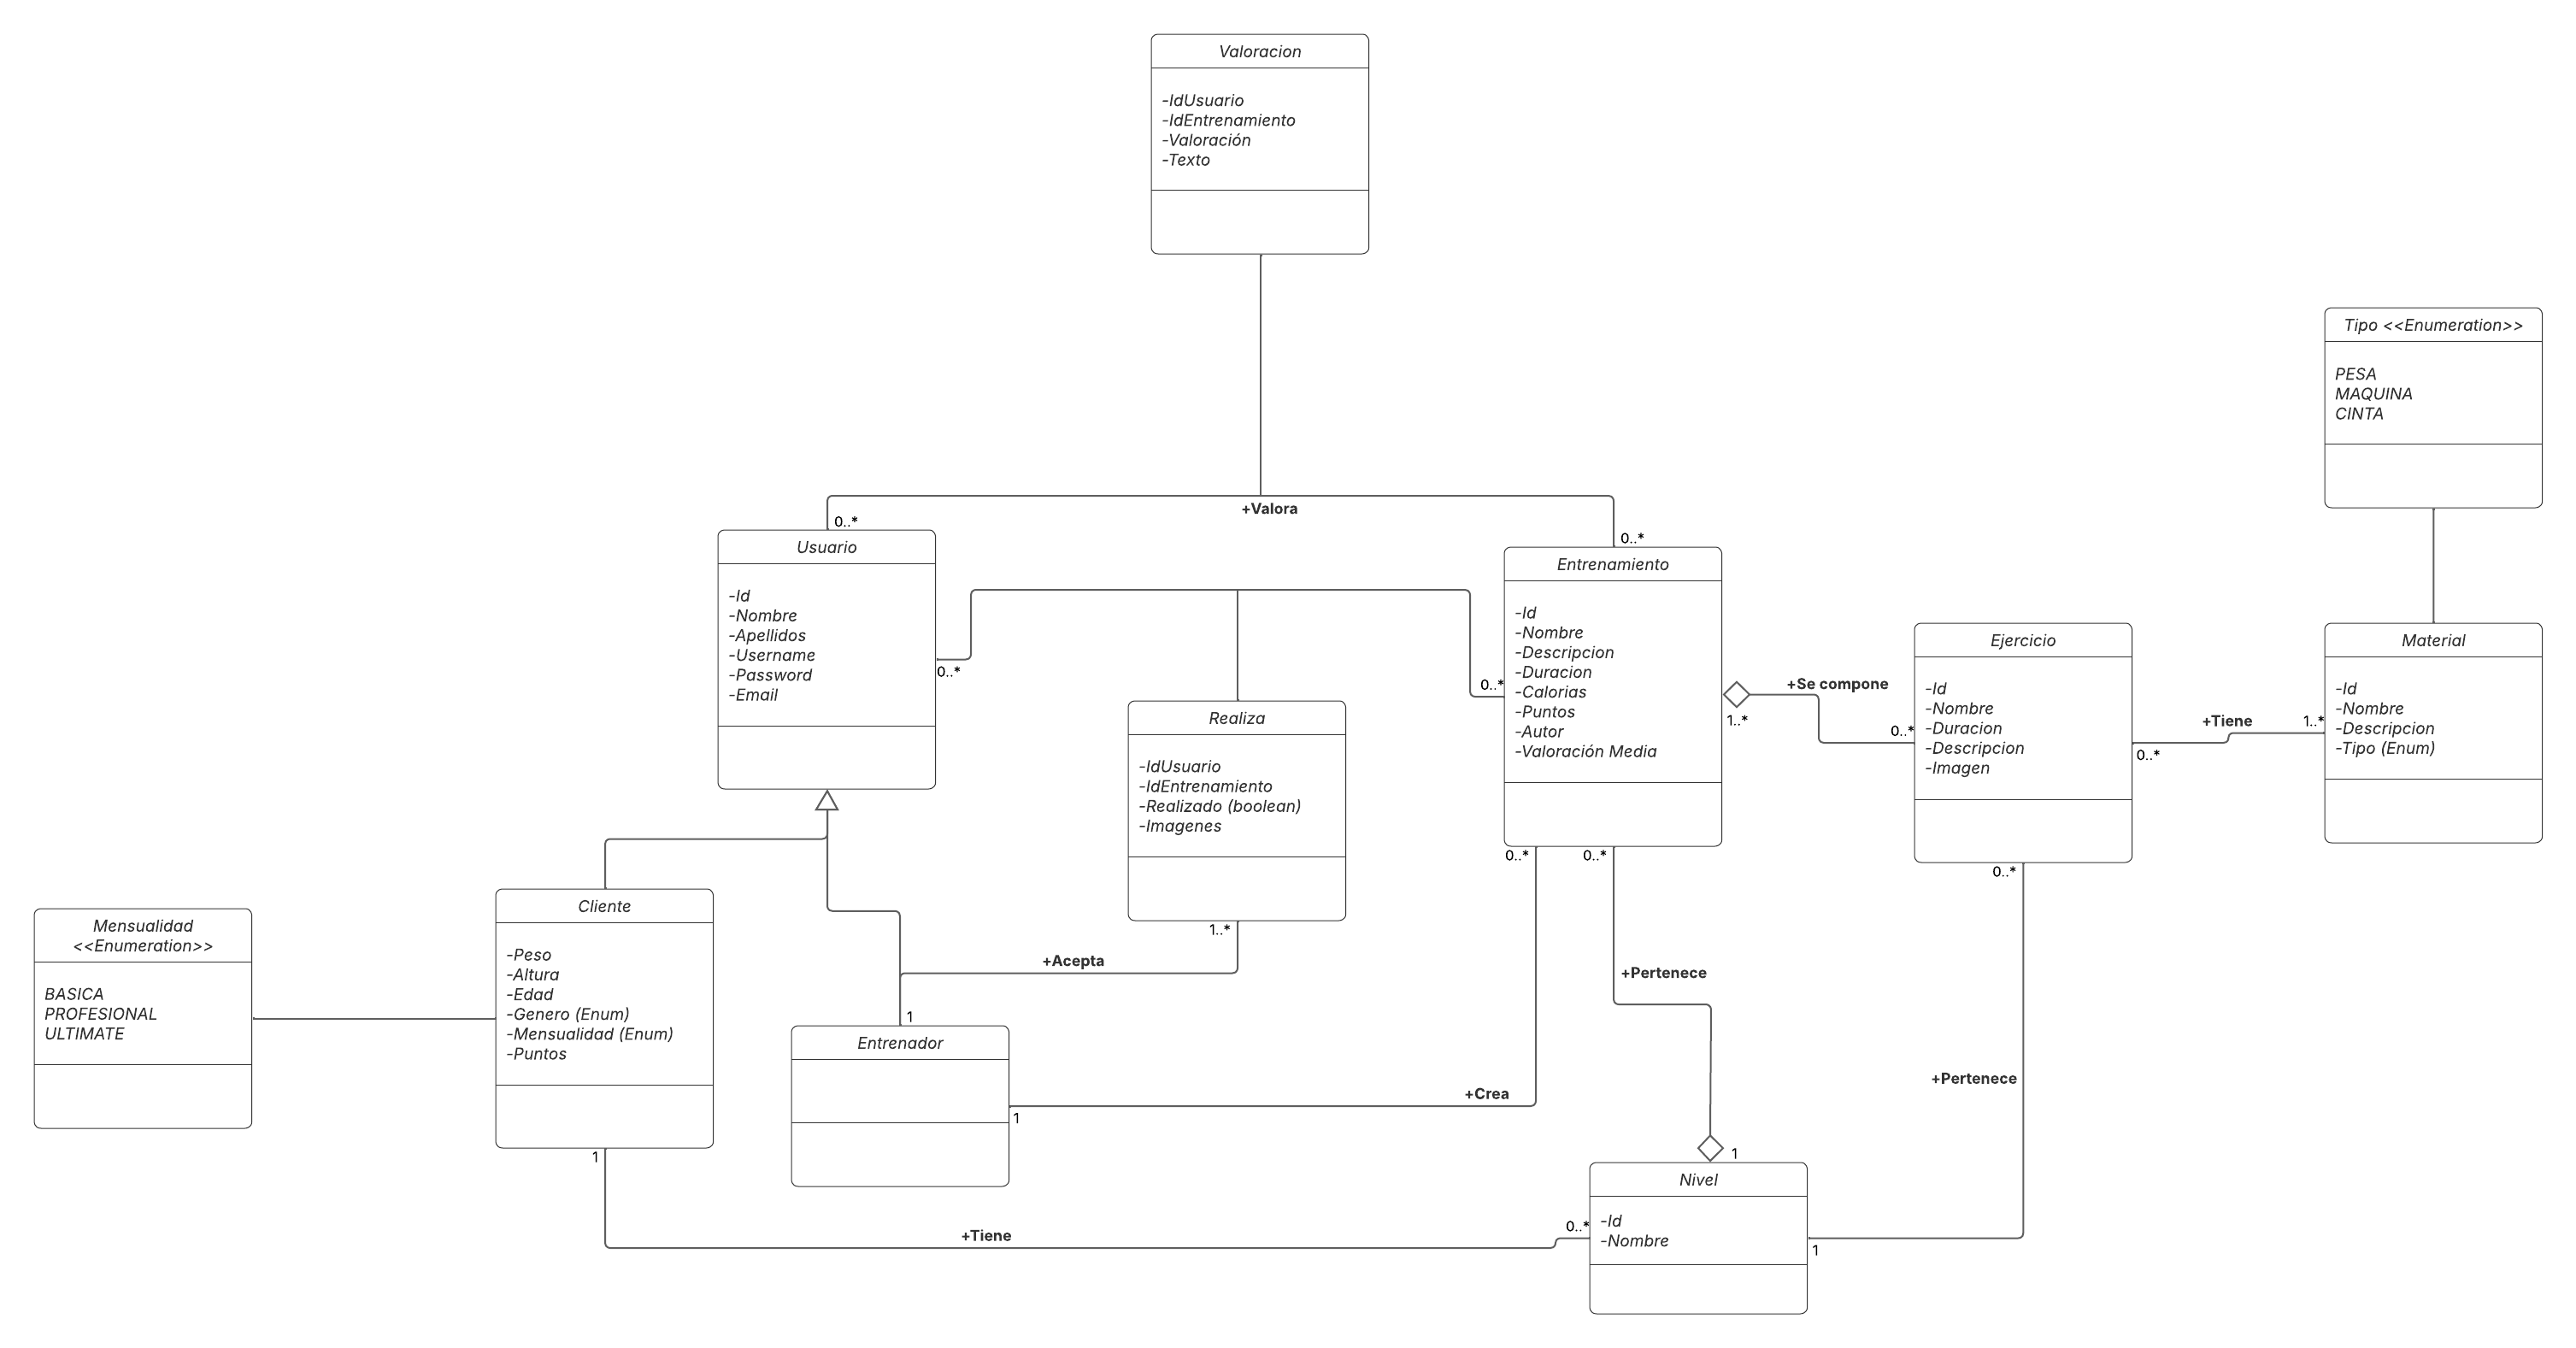 Valoracion
-IdUsuario
-IdEntrenamiento
-Valoración
-Texto
Tipo <<Enumeration>>
PESA
MAQUINA
CINTA
+Valora
0..*
0..*
Usuario
-Id
-Nombre
-Apellidos
-Username
-Password
-Email
0..*
0..*
Entrenamiento
-Id
-Nombre
-Descripcion
-Duracion
-Calorias
-Puntos
-Autor
-Valoración Media
+Se compone
1..*
0..*
Ejercicio
-Id
-Nombre
-Duracion
-Descripcion
-Imagen
+Tiene
0..*
1..*
Material
-Id
-Nombre
-Descripcion
-Tipo (Enum)
Realiza
-IdUsuario
-IdEntrenamiento
-Realizado (boolean)
-Imagenes
0..*
0..*
0..*
Mensualidad
<<Enumeration>>
BASICA
PROFESIONAL
ULTIMATE
Cliente
-Peso
-Altura
-Edad
-Genero (Enum)
-Mensualidad (Enum)
-Puntos
1..*
+Acepta
1
Entrenador
+Crea
1
+Pertenece
1
+Pertenece
1
+Tiene
0..*
1
Nivel
-Id
-Nombre